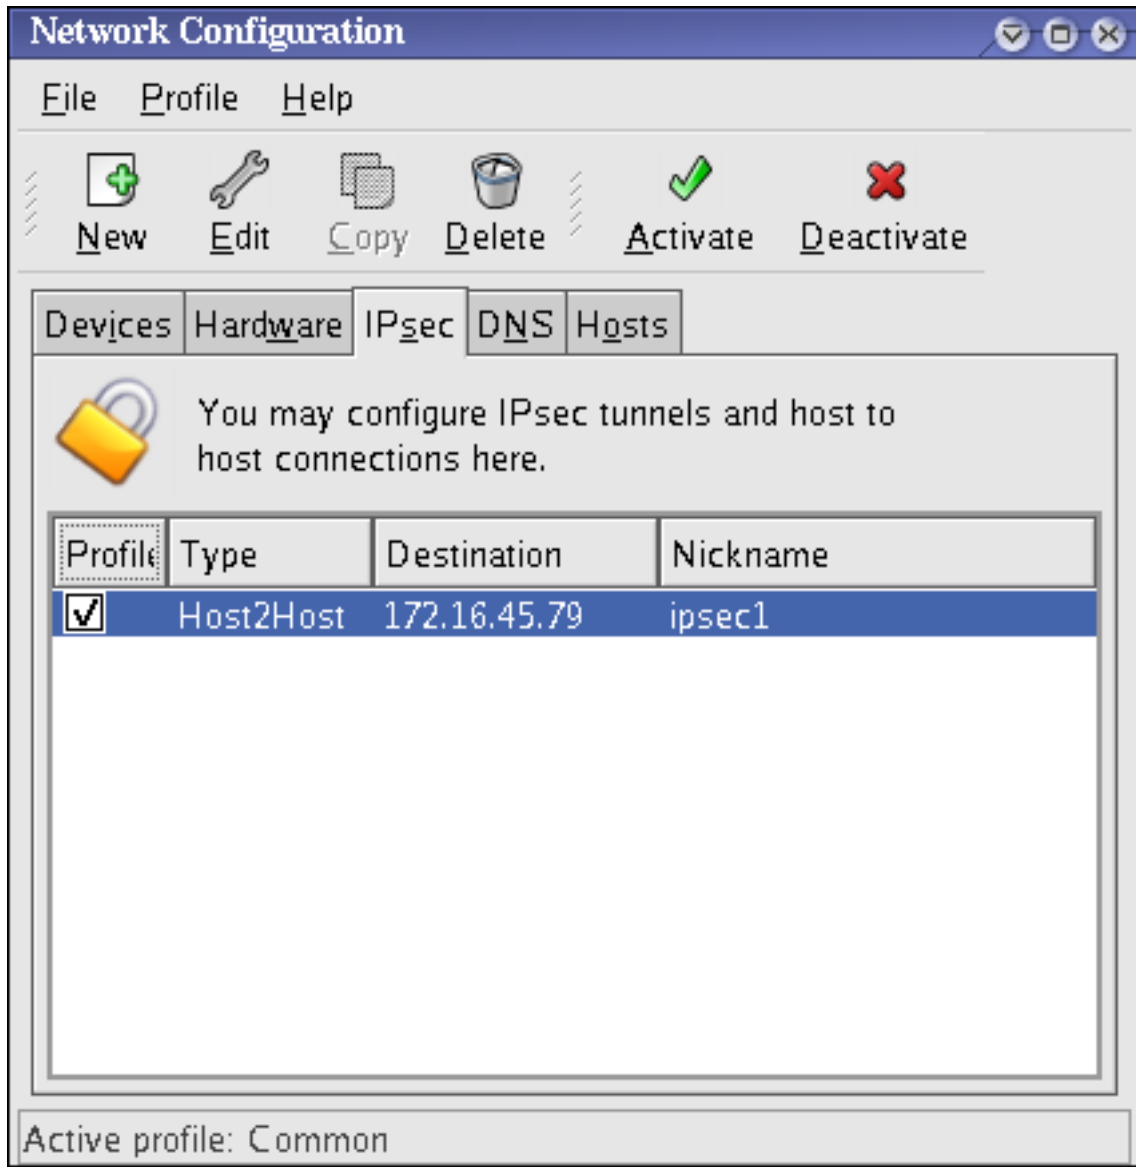 Network Configuration
File Profile Help
New Edit Copy Delete Activate Deactivate
Devices Hardware IPsec DNS Hosts
You may configure IPsec tunnels and host to
host connections here.
Profile Type Destination Nickname
Host2Host 172.16.45.79 ipsec1
Active profile: Common